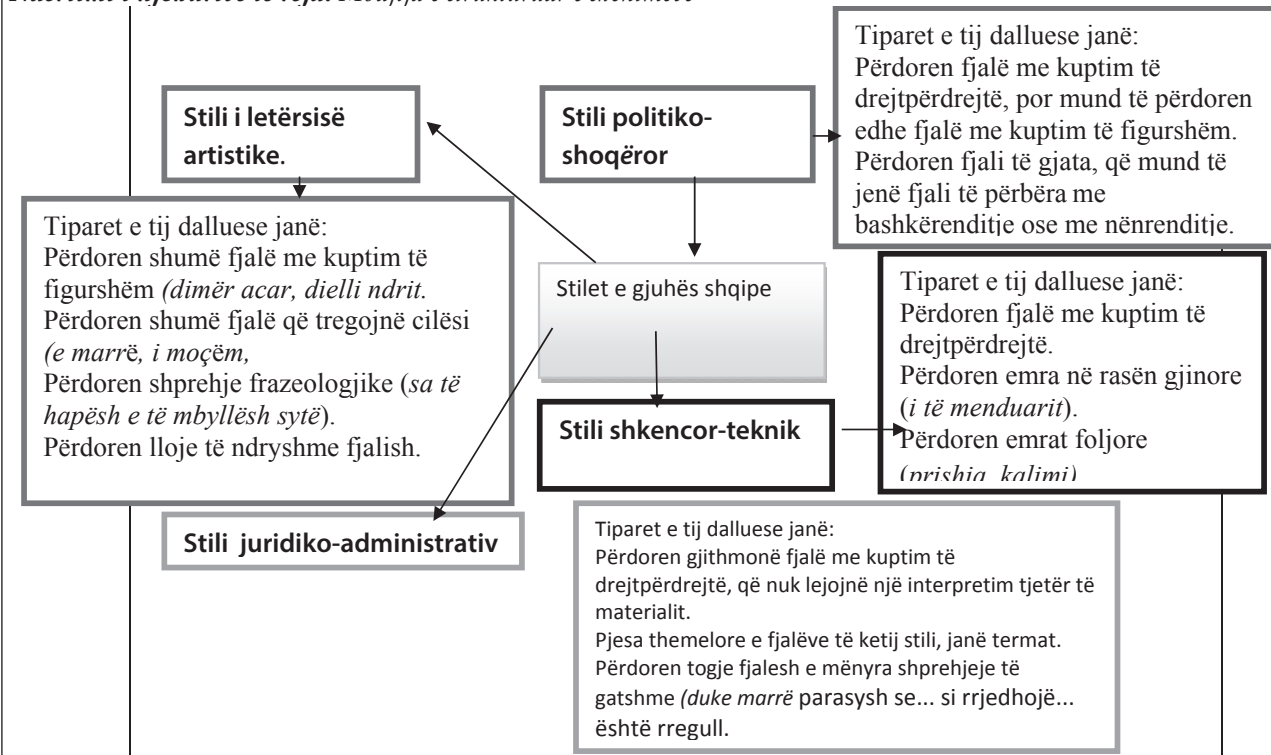 Tiparet e tij dalluese janë:
Përdoren fjalë me kuptim të
drejtpërdrejtë, por mund të përdoren
edhe fjalë me kuptim të figurshëm.
Përdoren fjali të gjata, që mund të
jenë fjali të përbëra me
bashkërenditje ose me nënrenditje.
Stili i letërsisë
artistike.
Stili politiko-
shoqëror
Tiparet e tij dalluese janë:
Përdoren shumë fjalë me kuptim të
figurshëm (dimër acar, dielli ndrit.
Përdoren shumë fjalë që tregojnë cilësi
(e marrë, i moçëm,
Përdoren shprehje frazeologjike (sa të
hapësh e të mbyllësh sytë).
Përdoren lloje të ndryshme fjalish.
Stilet e gjuhës shqipe
Tiparet e tij dalluese janë:
Përdoren fjalë me kuptim të
drejtpërdrejtë.
Përdoren emra në rasën gjinore
(i të menduarit).
Përdoren emrat foljore
(prishja, kalimi)
Stili shkencor-teknik
Stili juridiko-administrativ
Tiparet e tij dalluese janë:
Përdoren gjithmonë fjalë me kuptim të
drejtpërdrejtë, që nuk lejojnë një interpretim tjetër të
materialit.
Pjesa themelore e fjalëve të ketij stili, janë termat.
Përdoren togje fjalesh e mënyra shprehjeje të
gatshme (duke marrë parasysh se... si rrjedhojë...
është rregull.